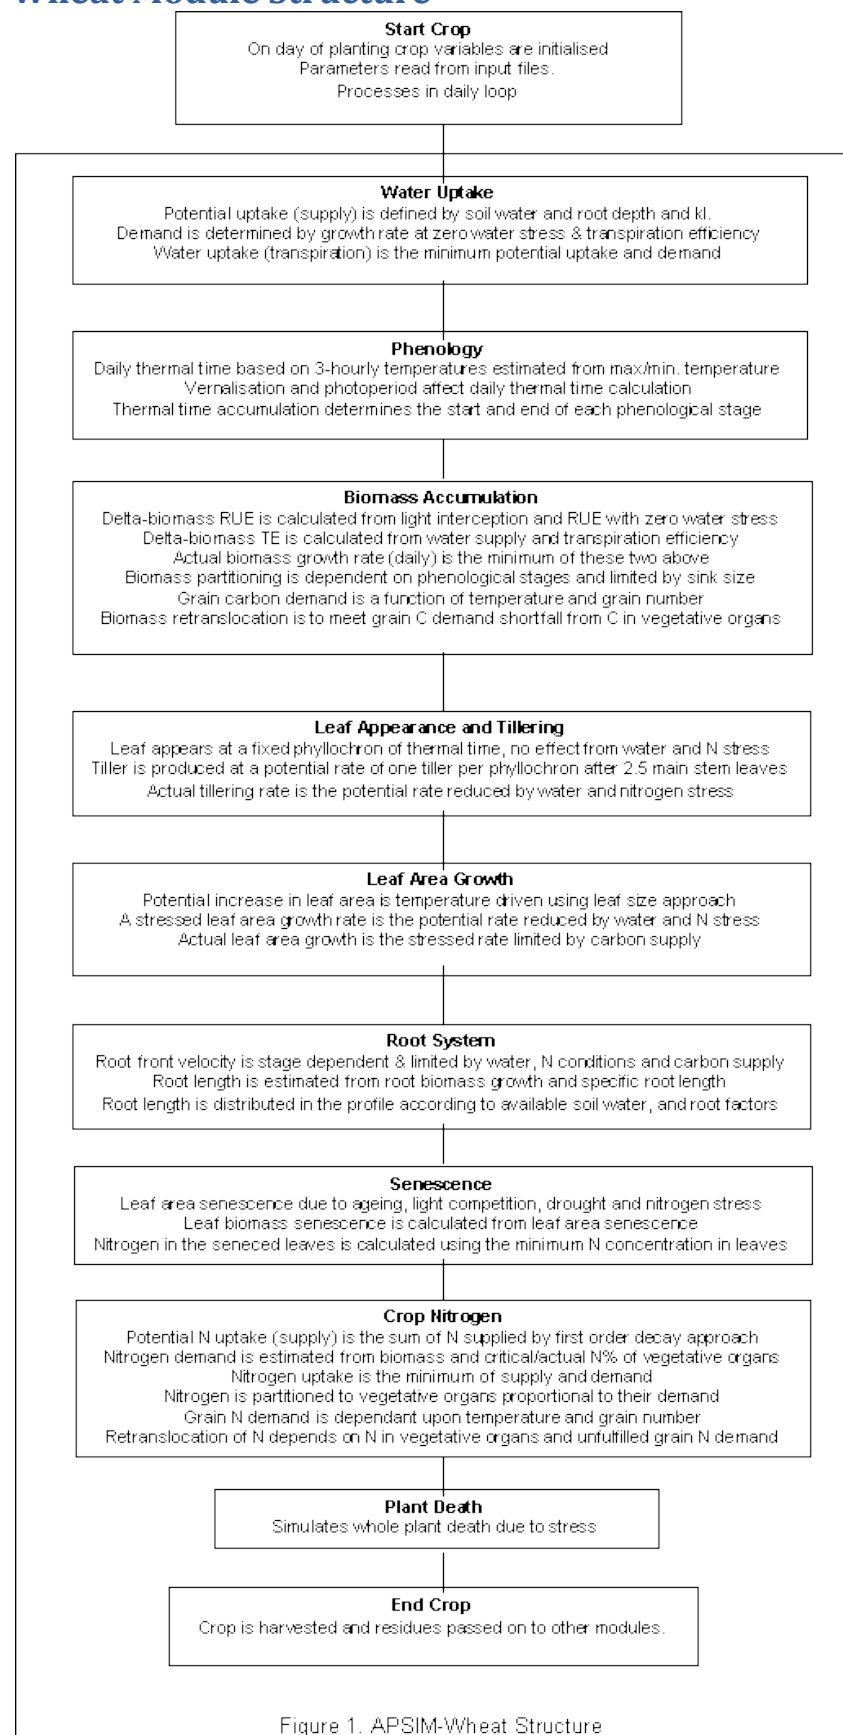 Wheat Module Structure
Start Crop
On day of planting crop variables are initialised
Parameters read from input files.
Processes in daily loop
Water Uptake
Potential uptake (supply) is defined by soil water and root depth and kl.
Demand is determined by growth rate at zero water stress & transpiration efficiency
Water uptake (transpiration) is the minimum potential uptake and demand
Phenology
Daily thermal time based on 3-hourly temperatures estimated from max/min. temperature
Vernalisation and photoperiod affect daily thermal time calculation
Thermal time accumulation determines the start and end of each phenological stage
Biomass Accumulation
Delta-biomass RUE is calculated from light interception and RUE with zero water stress
Delta-biomass TE is calculated from water supply and transpiration efficiency
Actual biomass growth rate (daily) is the minimum of these two above
Biomass partitioning is dependent on phenological stages and limited by sink size
Grain carbon demand is a function of temperature and grain number
Biomass retranslocation is to meet grain C demand shortfall from C in vegetative organs
Leaf Appearance and Tillering
Leaf appears at a fixed phyllochron of thermal time, no effect from water and N stress
Tiller is produced at a potential rate of one tiller per phyllochron after 2.5 main stem leaves
Actual tillering rate is the potential rate reduced by water and nitrogen stress
Leaf Area Growth
Potential increase in leaf area is temperature driven using leaf size approach
A stressed leaf area growth rate is the potential rate reduced by water and N stress
Actual leaf area growth is the stressed rate limited by carbon supply
Root System
Root front velocity is stage dependent & limited by water, N conditions and carbon supply
Root length is estimated from root biomass growth and specific root length
Root length is distributed in the profile according to available soil water, and root factors
Senescence
Leaf area senescence due to ageing, light competition, drought and nitrogen stress
Leaf biomass senescence is calculated from leaf area senescence
Nitrogen in the seneced leaves is calculated using the minimum N concentration in leaves
Crop Nitrogen
Potential N uptake (supply) is the sum of N supplied by first order decay approach
Nitrogen demand is estimated from biomass and critical/actual N% of vegetative organs
Nitrogen uptake is the minimum of supply and demand
Nitrogen is partitioned to vegetative organs proportional to their demand
Grain N demand is dependant upon temperature and grain number
Retranslocation of N depends on N in vegetative organs and unfulfilled grain N demand
Plant Death
Simulates whole plant death due to stress
End Crop
Crop is harvested and residues passed on to other modules.
Figure 1. APSIM-Wheat Structure